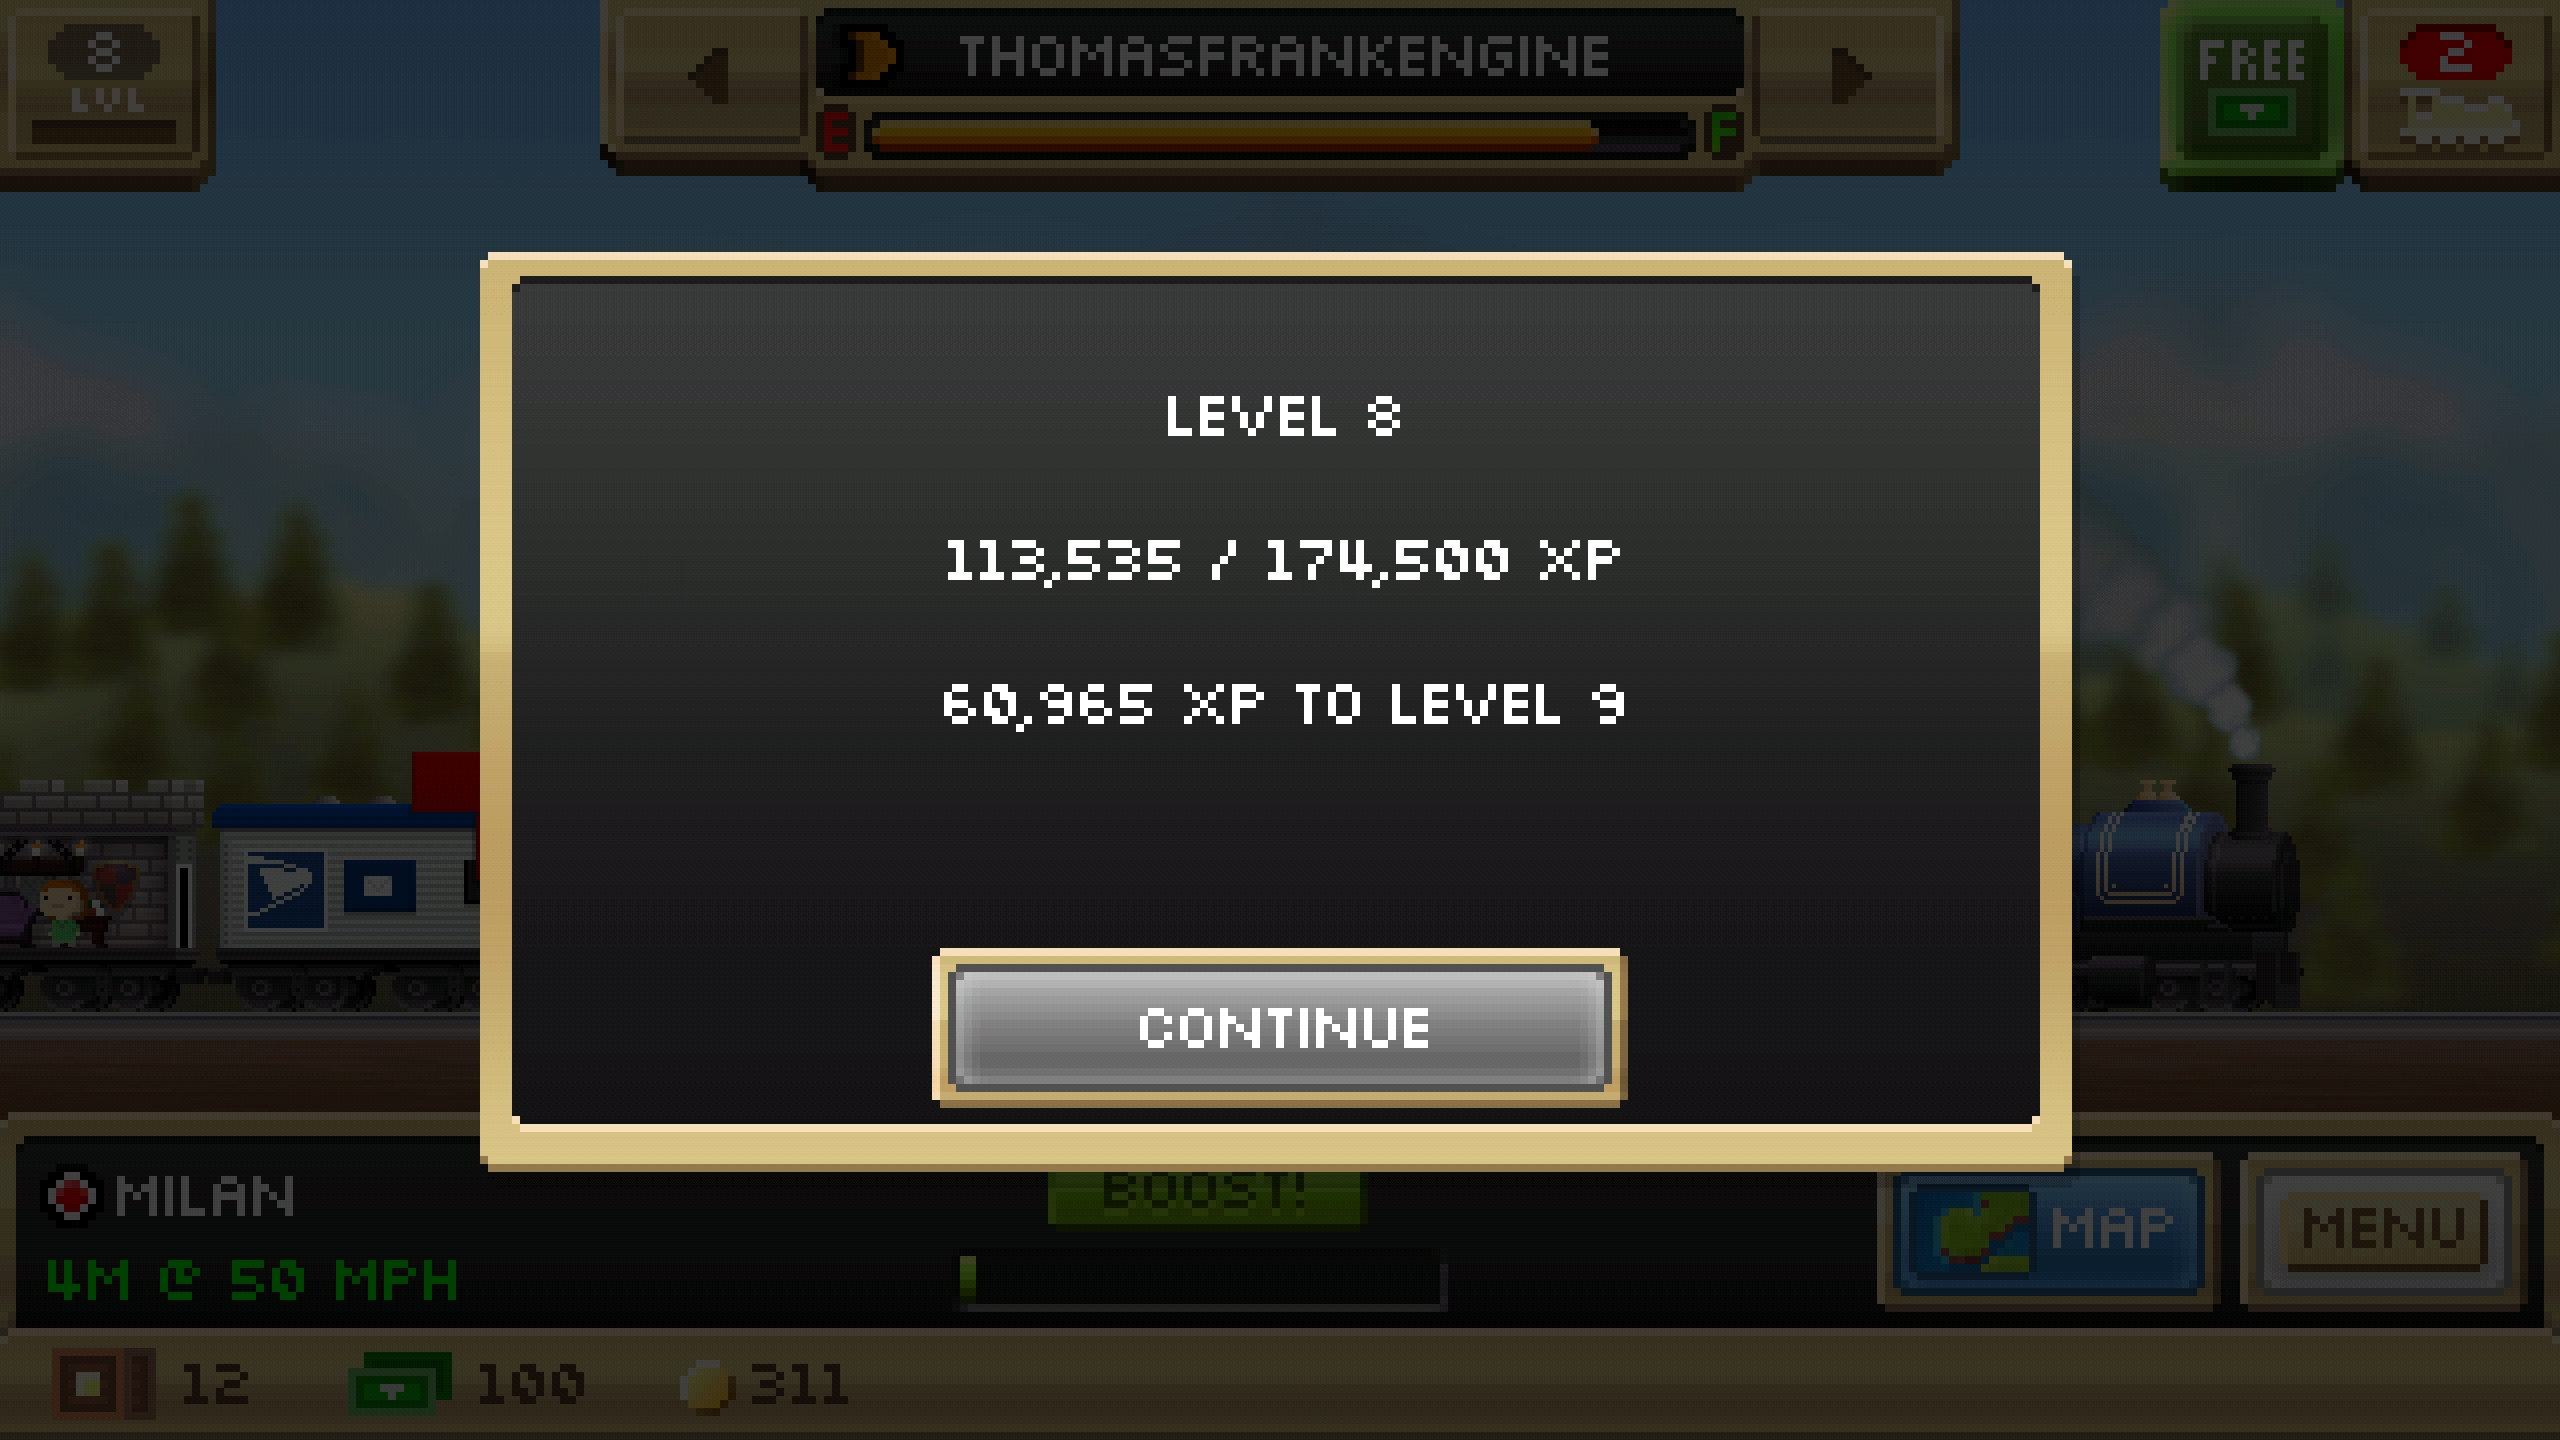 8
LVL
THOMASFRANKENGINE
E F
FREE
2
LEVEL 8
113,535 / 174,500 XP
60,965 XP TO LEVEL 9
CONTINUE
MILAN
4M @ 50 MPH
BOOST!
MAP
MENU
12 100 311